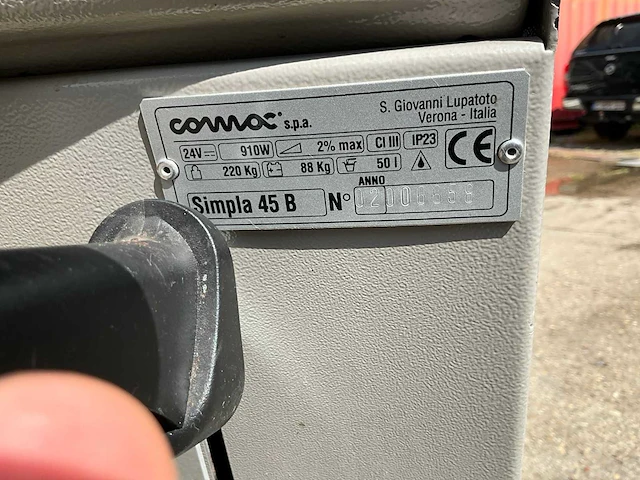 comac s.p.a.
S. Giovanni Lupatoto
Verona - Italia
24V 910W 2% max Cl III IP23 CE
220 Kg 88 Kg 50 l
ANNO
Simpla 45 B N°